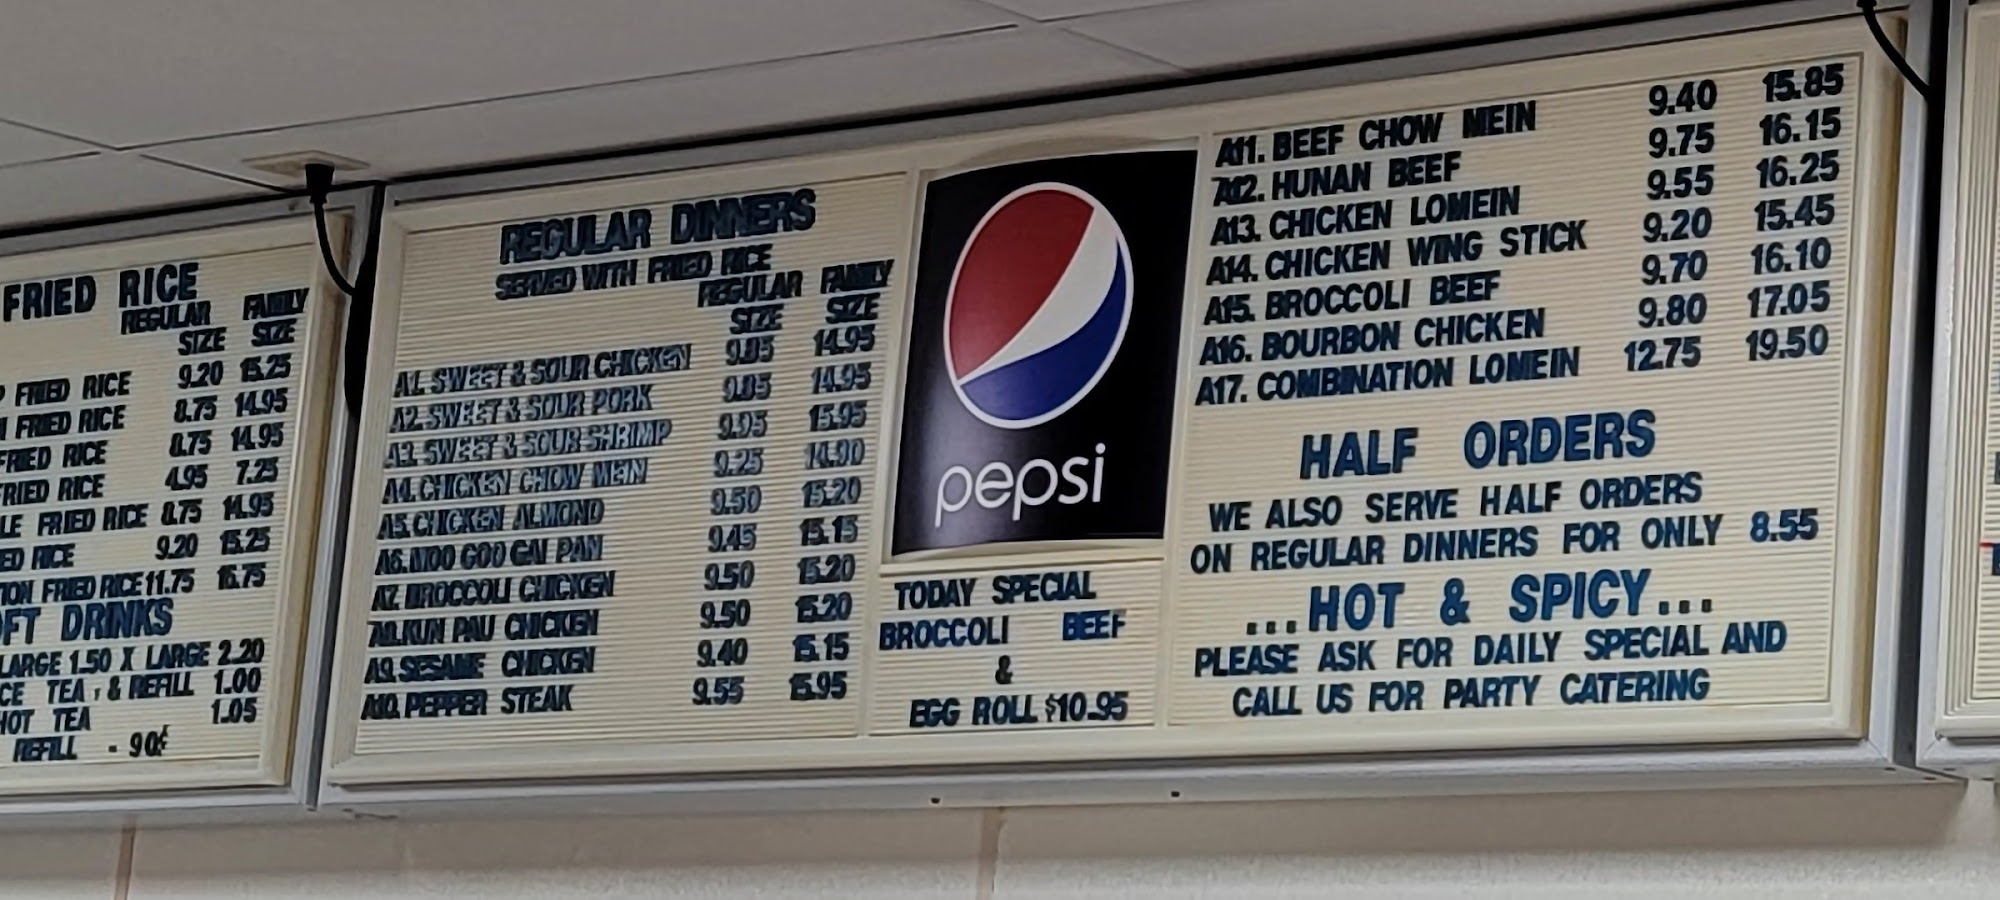 FRIED RICE
REGULAR FAMILY
SIZE SIZE
FRIED RICE 9.20 15.25
FRIED RICE 8.75 14.95
FRIED RICE 8.75 14.95
FRIED RICE 4.95 7.25
LE FRIED RICE 8.75 14.95
ED RICE 9.20 15.25
TION FRIED RICE 11.75 16.75
OFT DRINKS
LARGE 1.50 X LARGE 2.20
CE TEA, & REFILL 1.00
HOT TEA 1.05
REFILL - 90¢
REGULAR DINNERS
SERVED WITH FRIED RICE
REGULAR FAMILY
SIZE SIZE
A1. SWEET & SOUR CHICKEN 14.95
A2. SWEET & SOUR PORK 14.95
A3. SWEET & SOUR SHRIMP 9.95 15.95
A4. CHICKEN CHOW MEIN 9.25
A5. CHICKEN ALMOND 9.50 15.20
A6. MOO GOO GAI PAN 9.45 15.15
A7. BROCCOLI CHICKEN 9.50 15.20
A8. KUN PAU CHICKEN 9.50 15.20
A9. SESAME CHICKEN 9.40 15.15
A10. PEPPER STEAK 9.55 15.95
pepsi
TODAY SPECIAL
BROCCOLI BEEF
&
EGG ROLL $10.95
A11. BEEF CHOW MEIN 9.40 15.85
A12. HUNAN BEEF 9.75 16.15
A13. CHICKEN LOMEIN 9.55 16.25
A14. CHICKEN WING STICK 9.20 15.45
A15. BROCCOLI BEEF 9.70 16.10
A16. BOURBON CHICKEN 9.80 17.05
A17. COMBINATION LOMEIN 12.75 19.50
HALF ORDERS
WE ALSO SERVE HALF ORDERS
ON REGULAR DINNERS FOR ONLY 8.55
...HOT & SPICY...
PLEASE ASK FOR DAILY SPECIAL AND
CALL US FOR PARTY CATERING